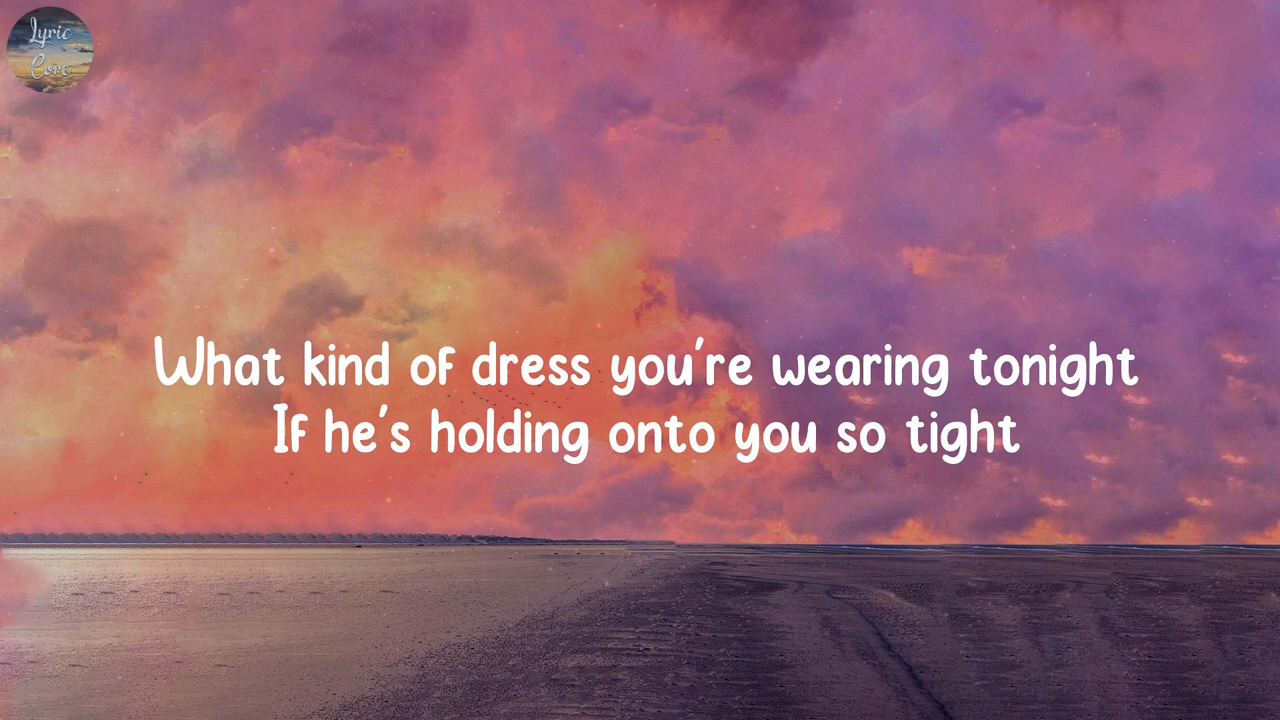 Lyric
Core
What kind of dress you're wearing tonight
If he's holding onto you so tight